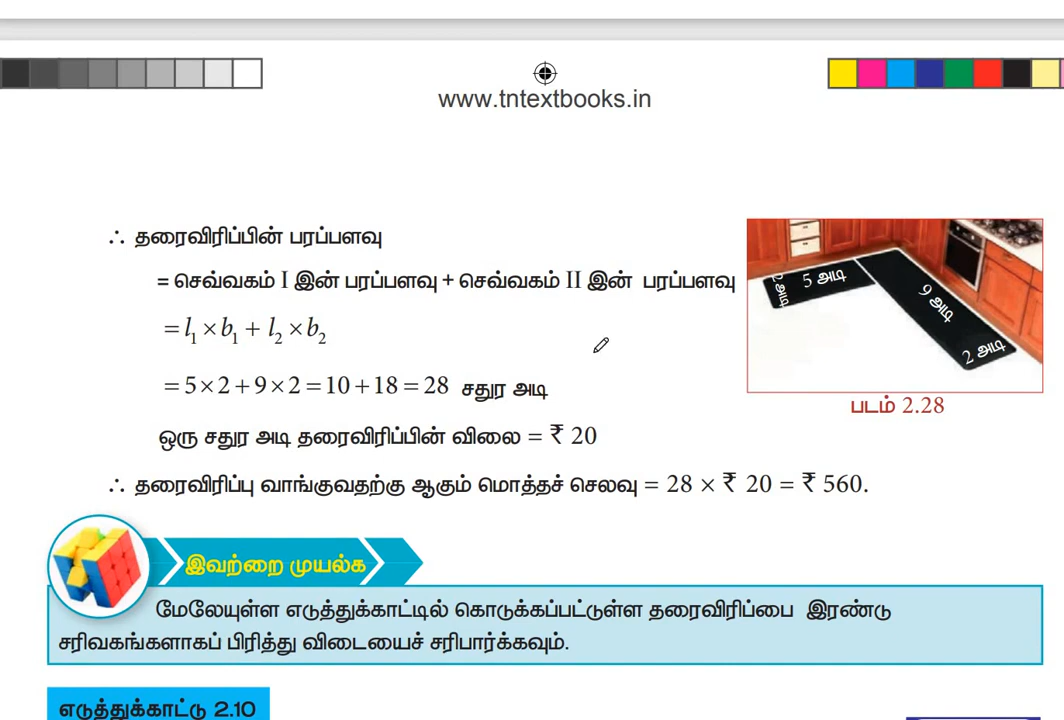 www.tntextbooks.in
∴ தரைவிரிப்பின் பரப்பளவு
= செவ்வகம் I இன் பரப்பளவு + செவ்வகம் II இன் பரப்பளவு
= l₁ × b₁ + l₂ × b₂
= 5 × 2 + 9 × 2 = 10 + 18 = 28 சதுர அடி
ஒரு சதுர அடி தரைவிரிப்பின் விலை = ₹ 20
∴ தரைவிரிப்பு வாங்குவதற்கு ஆகும் மொத்தச் செலவு = 28 × ₹ 20 = ₹ 560.
2 அடி
5 அடி
9 அடி
2 அடி
படம் 2.28
இவற்றை முயல்க
மேலேயுள்ள எடுத்துக்காட்டில் கொடுக்கப்பட்டுள்ள தரைவிரிப்பை இரண்டு
சரிவகங்களாகப் பிரித்து விடையைச் சரிபார்க்கவும்.
எடுத்துக்காட்டு 2.10